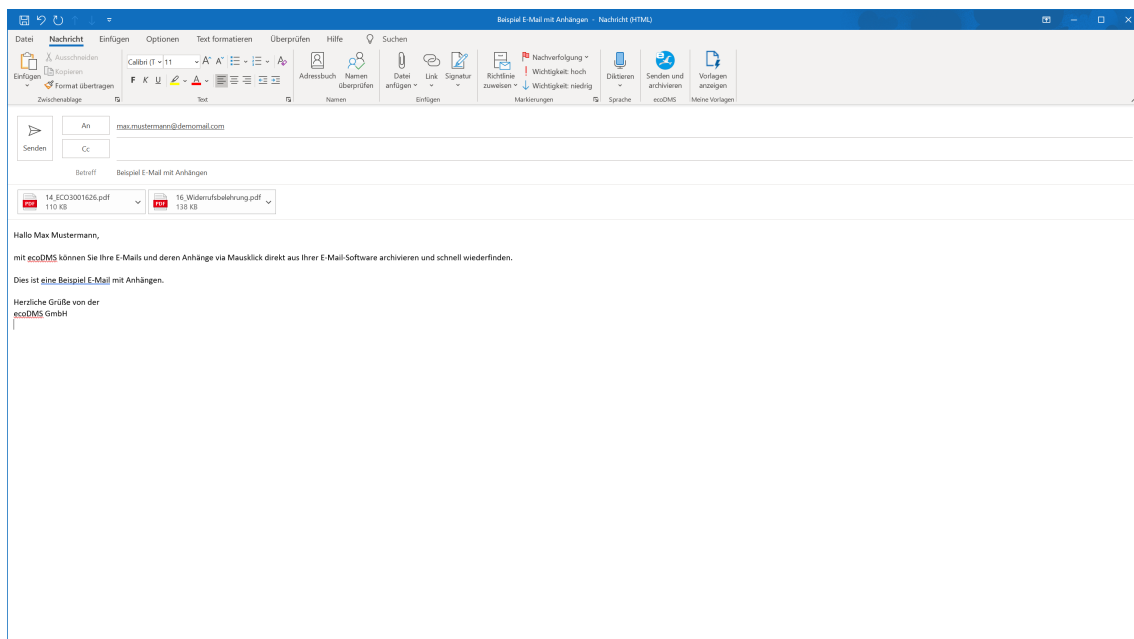 Beispiel E-Mail mit Anhängen - Nachricht (HTML)
Datei Nachricht Einfügen Optionen Text formatieren Überprüfen Hilfe Suchen
Einfügen
Ausschneiden
Kopieren
Format übertragen
Zwischenablage
Calibri (T 11
F K U
Text
Adressbuch
Namen überprüfen
Namen
Datei anfügen
Link
Signatur
Einfügen
Richtlinie zuweisen
Nachverfolgung
Wichtigkeit: hoch
Wichtigkeit: niedrig
Markierungen
Diktieren
Sprache
Senden und archivieren
ecoDMS
Vorlagen anzeigen
Meine Vorlagen
Senden
An max.mustermann@demomail.com
Cc
Betreff Beispiel E-Mail mit Anhängen
PDF 14_ECO3001626.pdf
110 KB
PDF 16_Widerrufsbelehrung.pdf
138 KB
Hallo Max Mustermann,
mit ecoDMS können Sie Ihre E-Mails und deren Anhänge via Mausklick direkt aus Ihrer E-Mail-Software archivieren und schnell wiederfinden.
Dies ist eine Beispiel E-Mail mit Anhängen.
Herzliche Grüße von der
ecoDMS GmbH